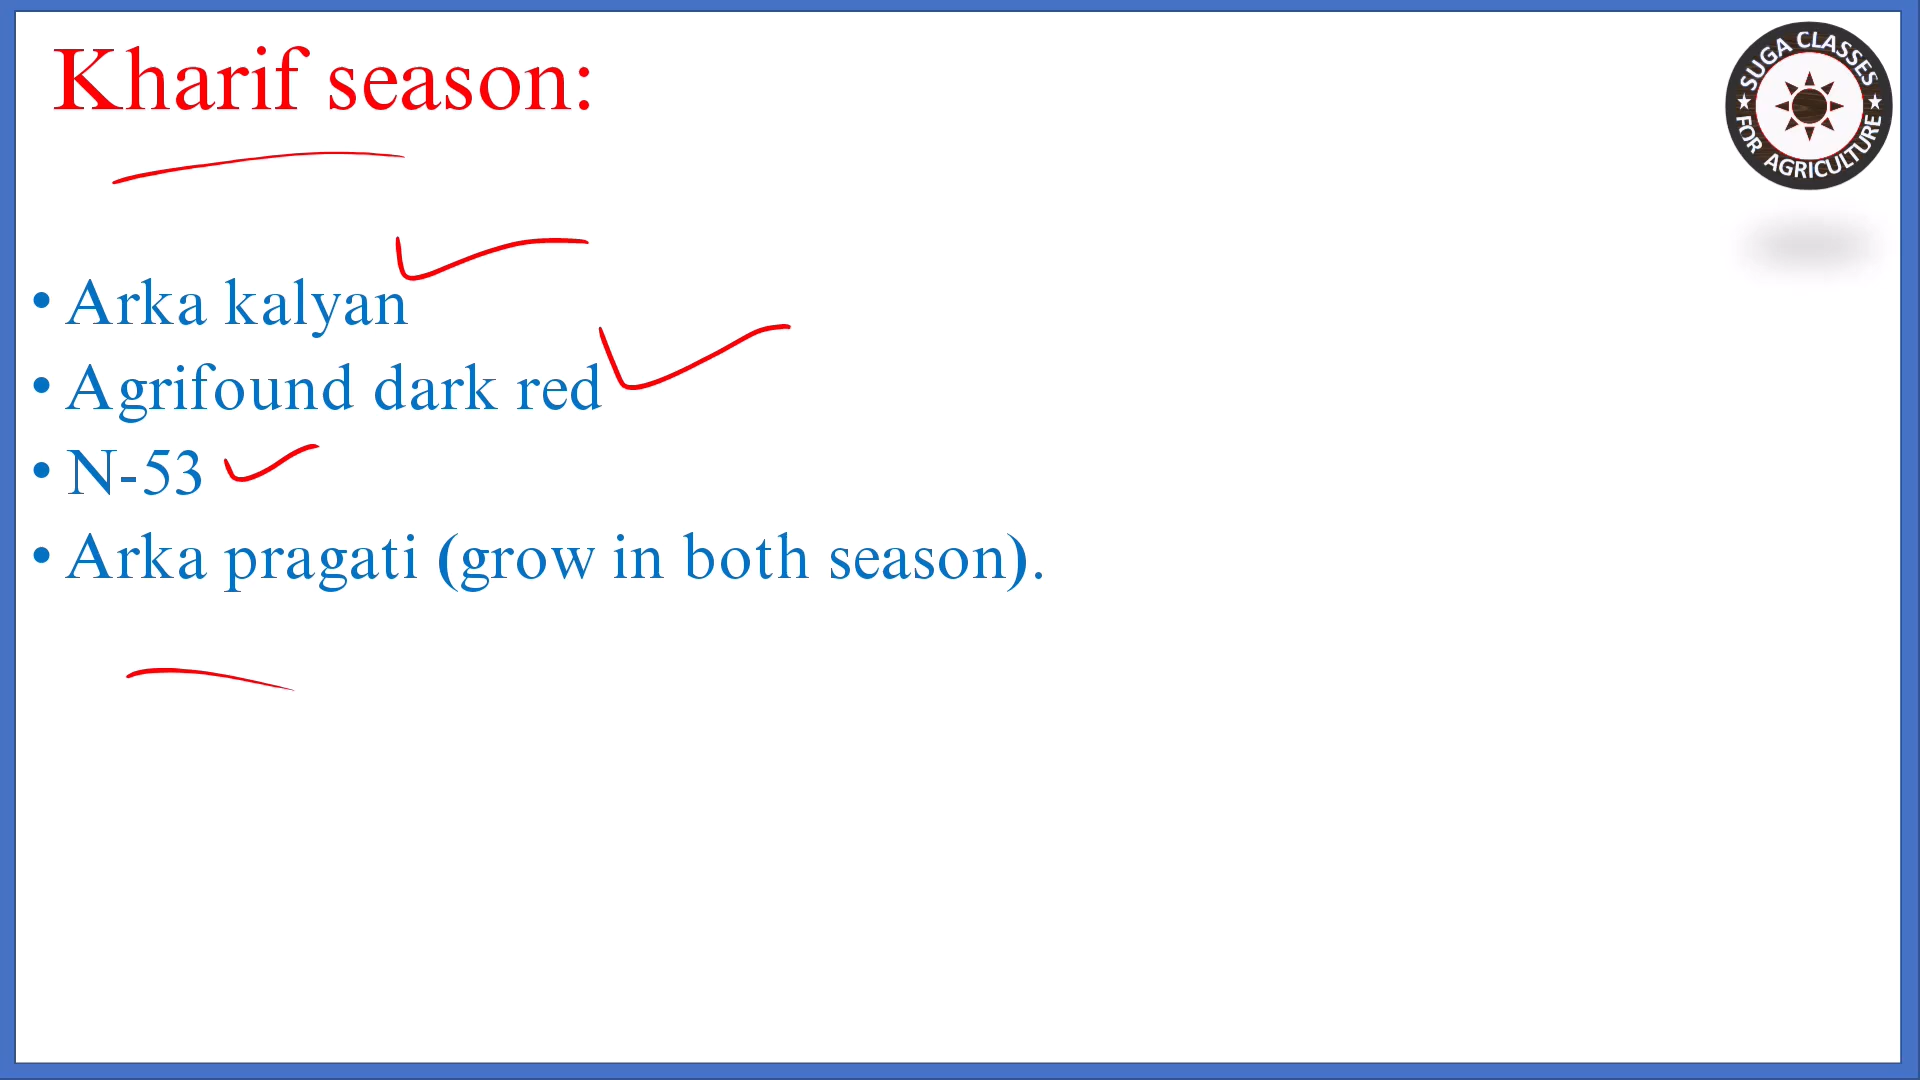 Kharif season:
SUGA CLASSES
FOR AGRICULTURE
• Arka kalyan
• Agrifound dark red
• N-53
• Arka pragati (grow in both season).